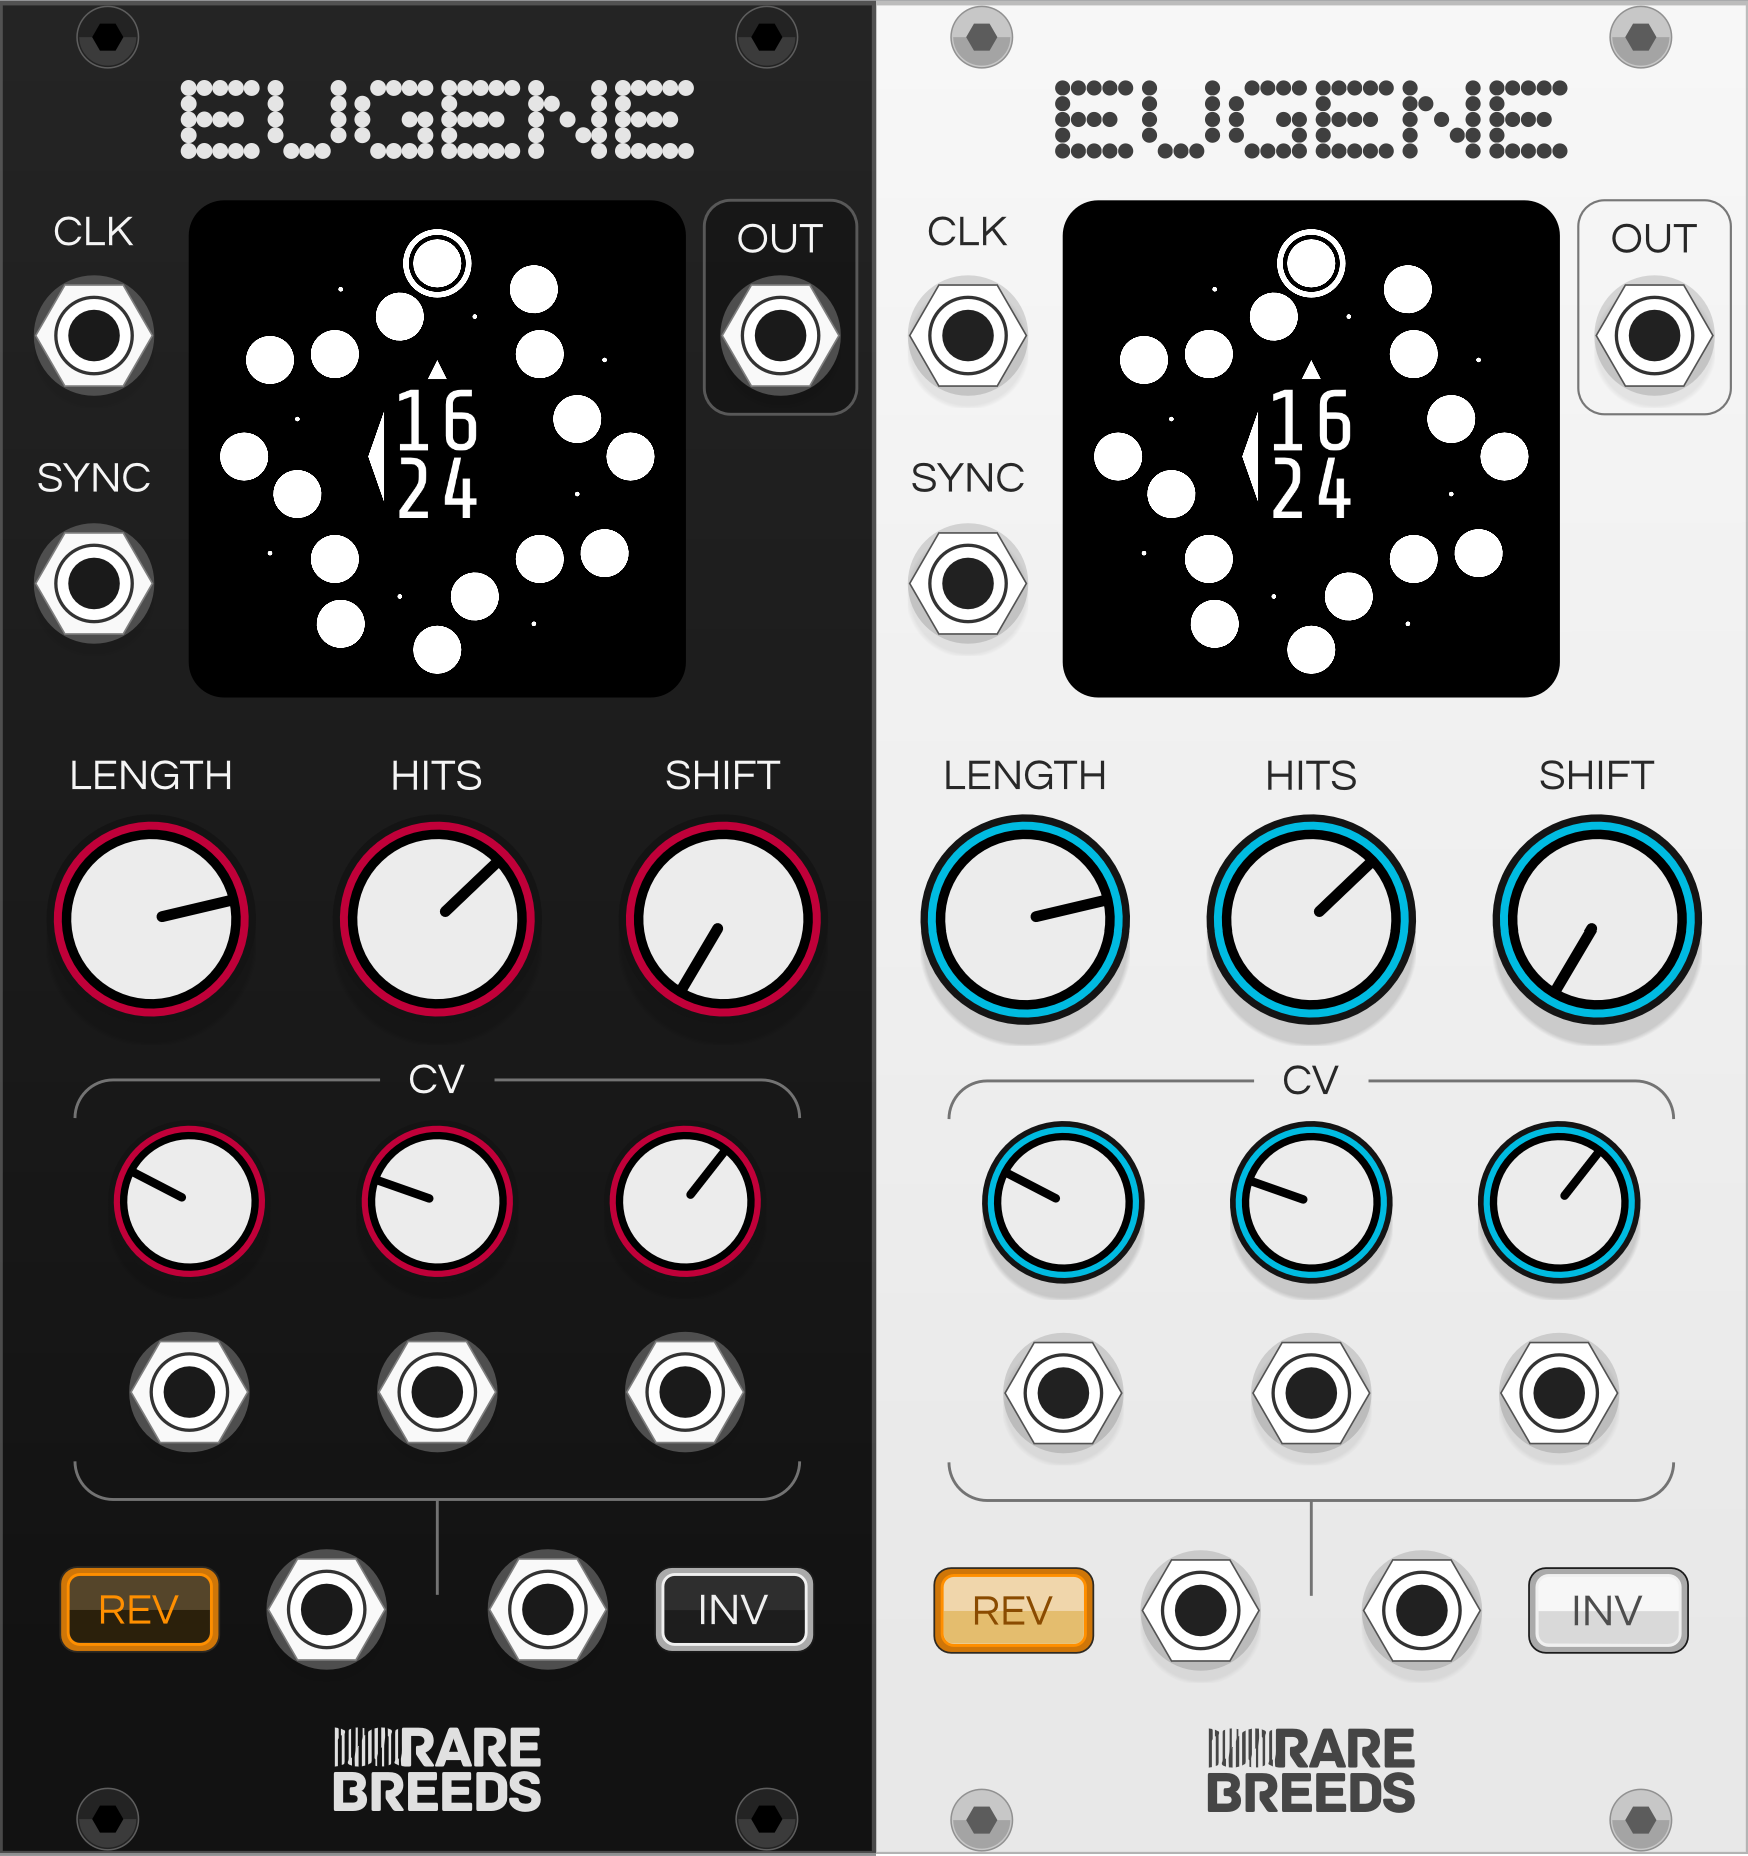 EUGENE
CLK
OUT
16
24
SYNC
LENGTH HITS SHIFT
CV
REV INV
RARE
BREEDS
EUGENE
CLK
OUT
16
24
SYNC
LENGTH HITS SHIFT
CV
REV INV
RARE
BREEDS